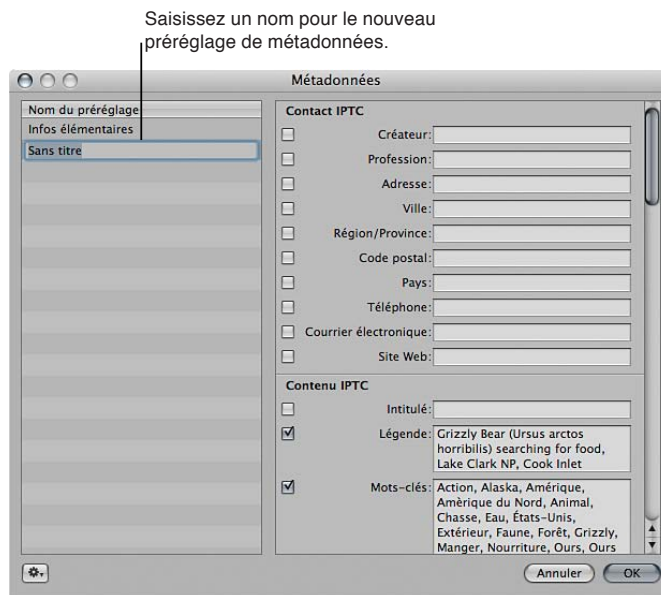 Saisissez un nom pour le nouveau
préréglage de métadonnées.
Métadonnées
Nom du préréglage
Infos élémentaires
Sans titre
Contact IPTC
Créateur:
Profession:
Adresse:
Ville:
Région/Province:
Code postal:
Pays:
Téléphone:
Courrier électronique:
Site Web:
Contenu IPTC
Intitulé:
Légende: Grizzly Bear (Ursus arctos
horribilis) searching for food,
Lake Clark NP, Cook Inlet
Mots-clés: Action, Alaska, Amérique,
Amèrique du Nord, Animal,
Chasse, Eau, États-Unis,
Extérieur, Faune, Forêt, Grizzly,
Manger, Nourriture, Ours, Ours
Annuler OK